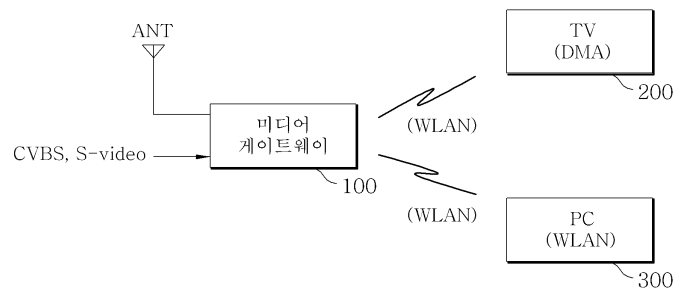 ANT
CVBS, S-video
미디어
게이트웨이
100
(WLAN)
TV
(DMA)
200
(WLAN)
PC
(WLAN)
300